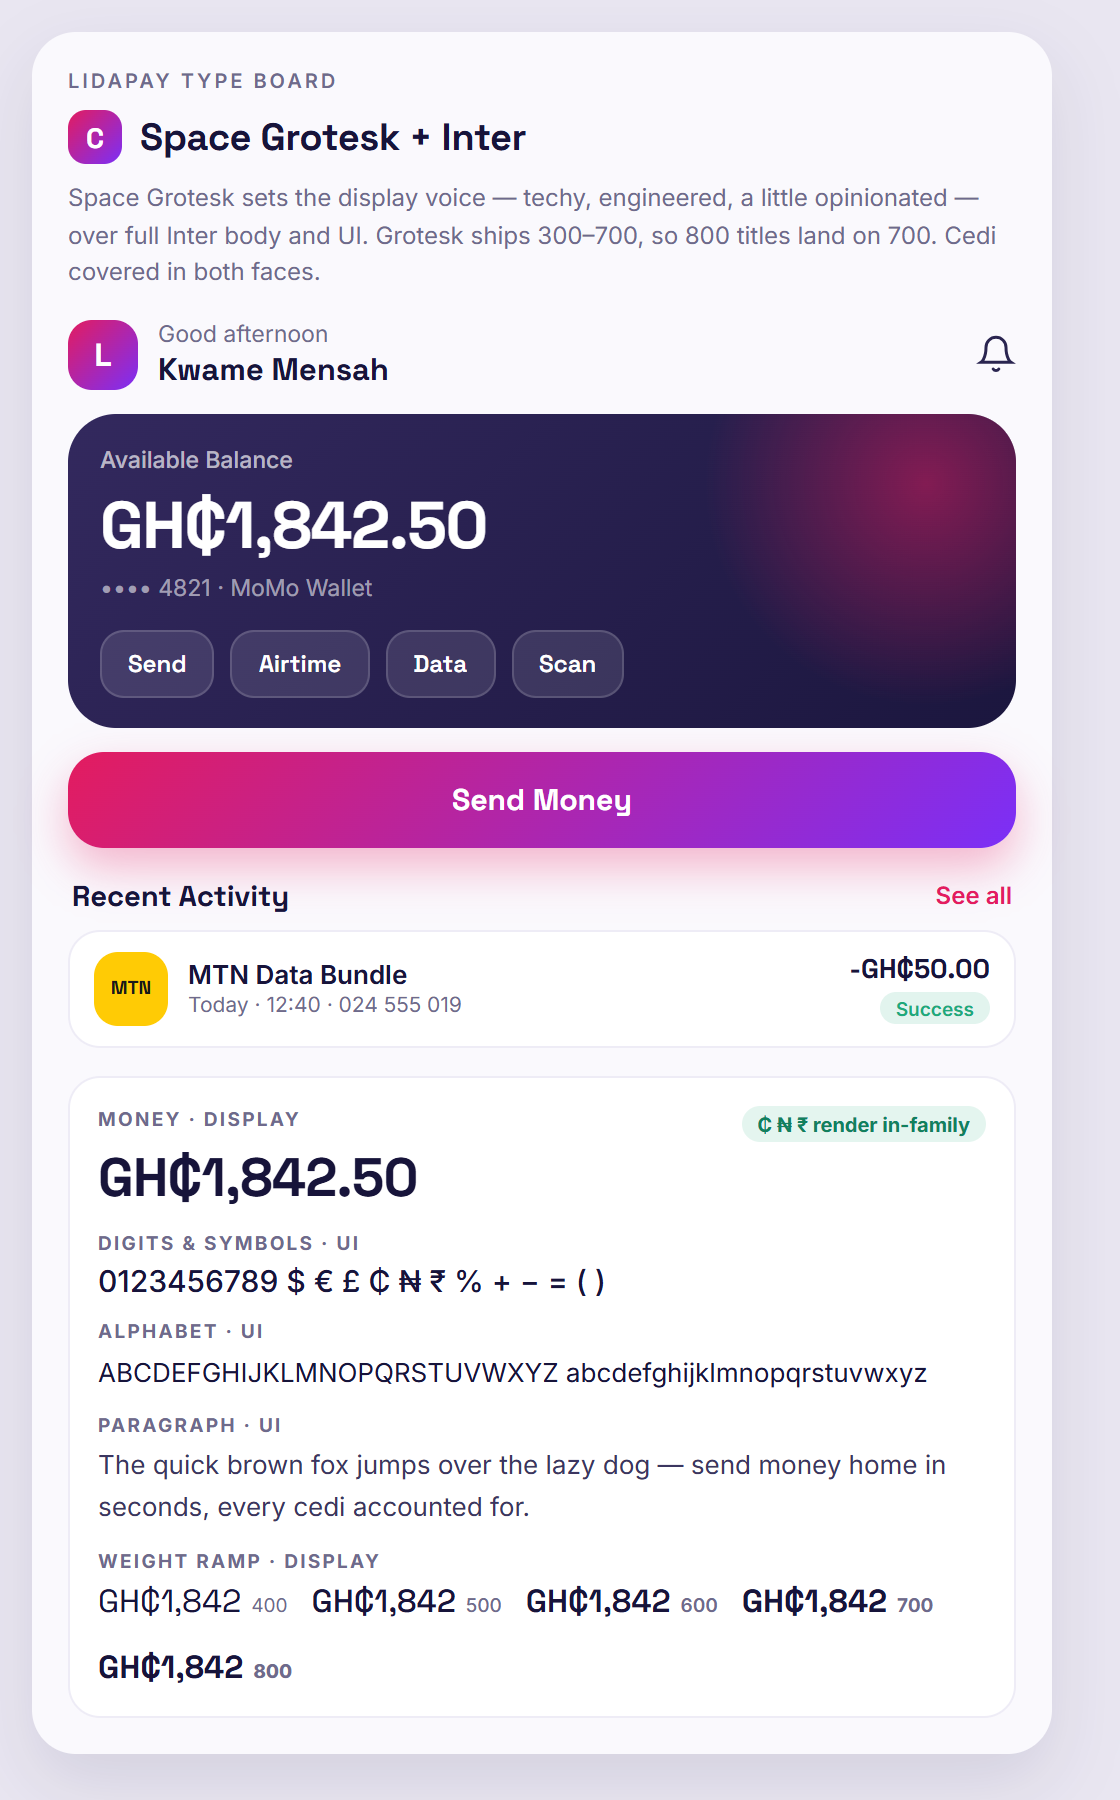 LIDAPAY TYPE BOARD
C
Space Grotesk + Inter
Space Grotesk sets the display voice — techy, engineered, a little opinionated —
over full Inter body and UI. Grotesk ships 300–700, so 800 titles land on 700. Cedi
covered in both faces.
L
Good afternoon
Kwame Mensah
Available Balance
GH₵1,842.50
•••• 4821 · MoMo Wallet
Send
Airtime
Data
Scan
Send Money
Recent Activity
See all
MTN
MTN Data Bundle
Today · 12:40 · 024 555 019
-GH₵50.00
Success
MONEY · DISPLAY
₵ ₦ ₹ render in-family
GH₵1,842.50
DIGITS & SYMBOLS · UI
0123456789 $ € £ ₵ ₦ ₹ % + − = ( )
ALPHABET · UI
ABCDEFGHIJKLMNOPQRSTUVWXYZ abcdefghijklmnopqrstuvwxyz
PARAGRAPH · UI
The quick brown fox jumps over the lazy dog — send money home in
seconds, every cedi accounted for.
WEIGHT RAMP · DISPLAY
GH₵1,842 400 GH₵1,842 500 GH₵1,842 600 GH₵1,842 700
GH₵1,842 800